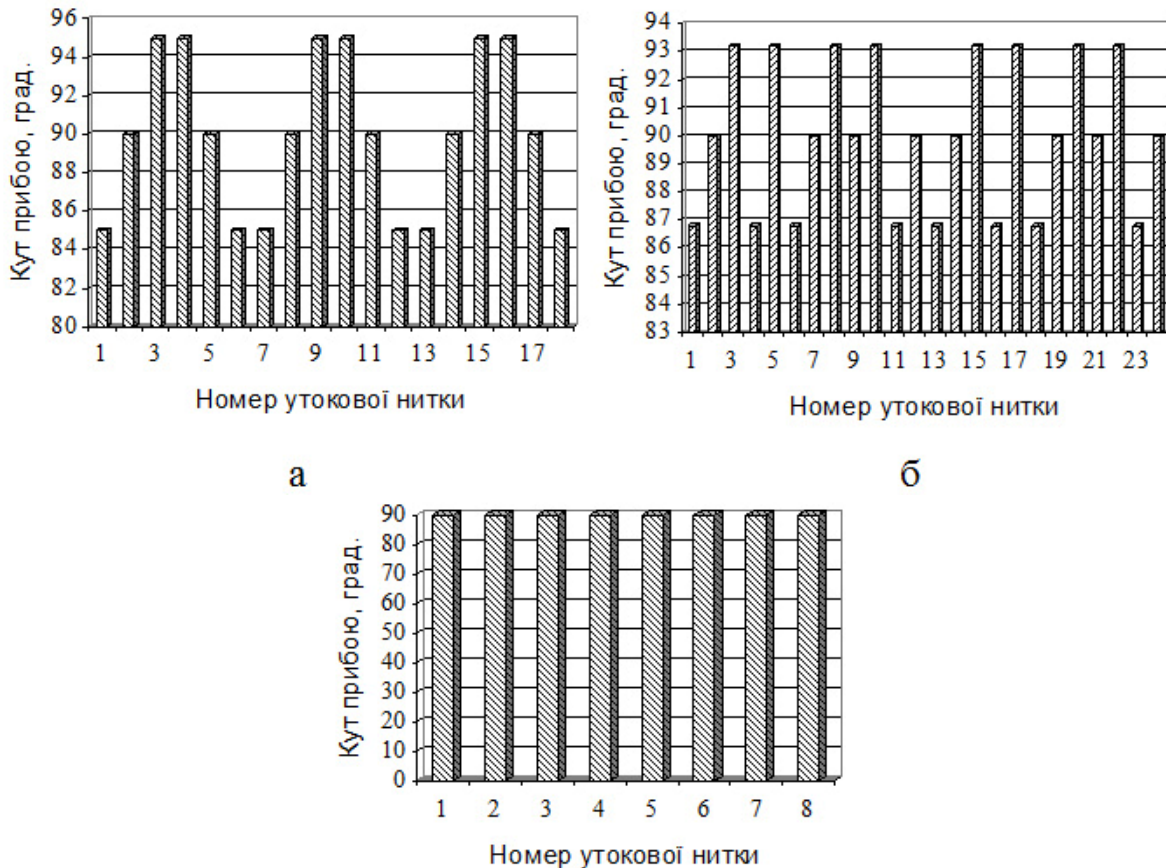 Кут прибою, град.
96
94
92
90
88
86
84
82
80
1 3 5 7 9 11 13 15 17
Номер утокової нитки
а
Кут прибою, град.
94
93
92
91
90
89
88
87
86
85
84
83
1 3 5 7 9 11 13 15 17 19 21 23
Номер утокової нитки
б
Кут прибою, град.
90
80
70
60
50
40
30
20
10
0
1 2 3 4 5 6 7 8
Номер утокової нитки